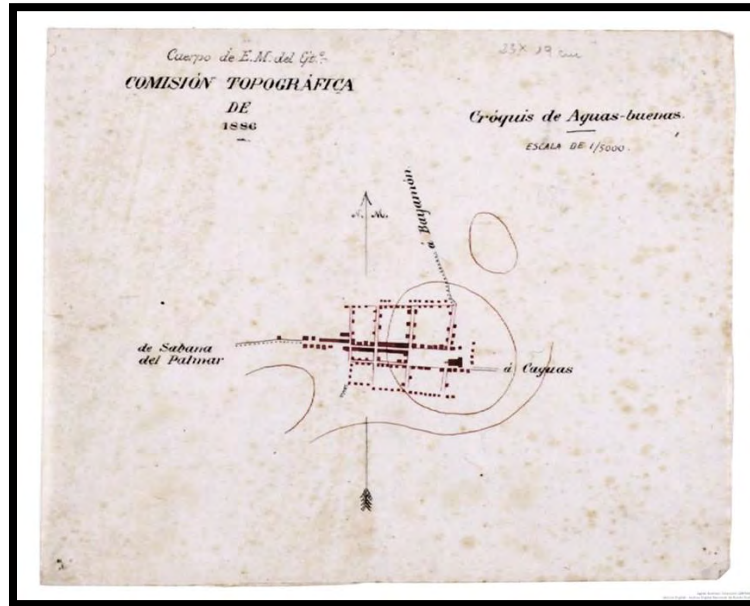 Cuerpo de E.M. del Ejto.
COMISIÓN TOPOGRÁFICA
DE
1886
33 X 19 cm
Cróquis de Aguas-buenas.
ESCALA DE 1/5000.
N. M.
á Bayamón
de Sabana
del Palmar
á Caguas